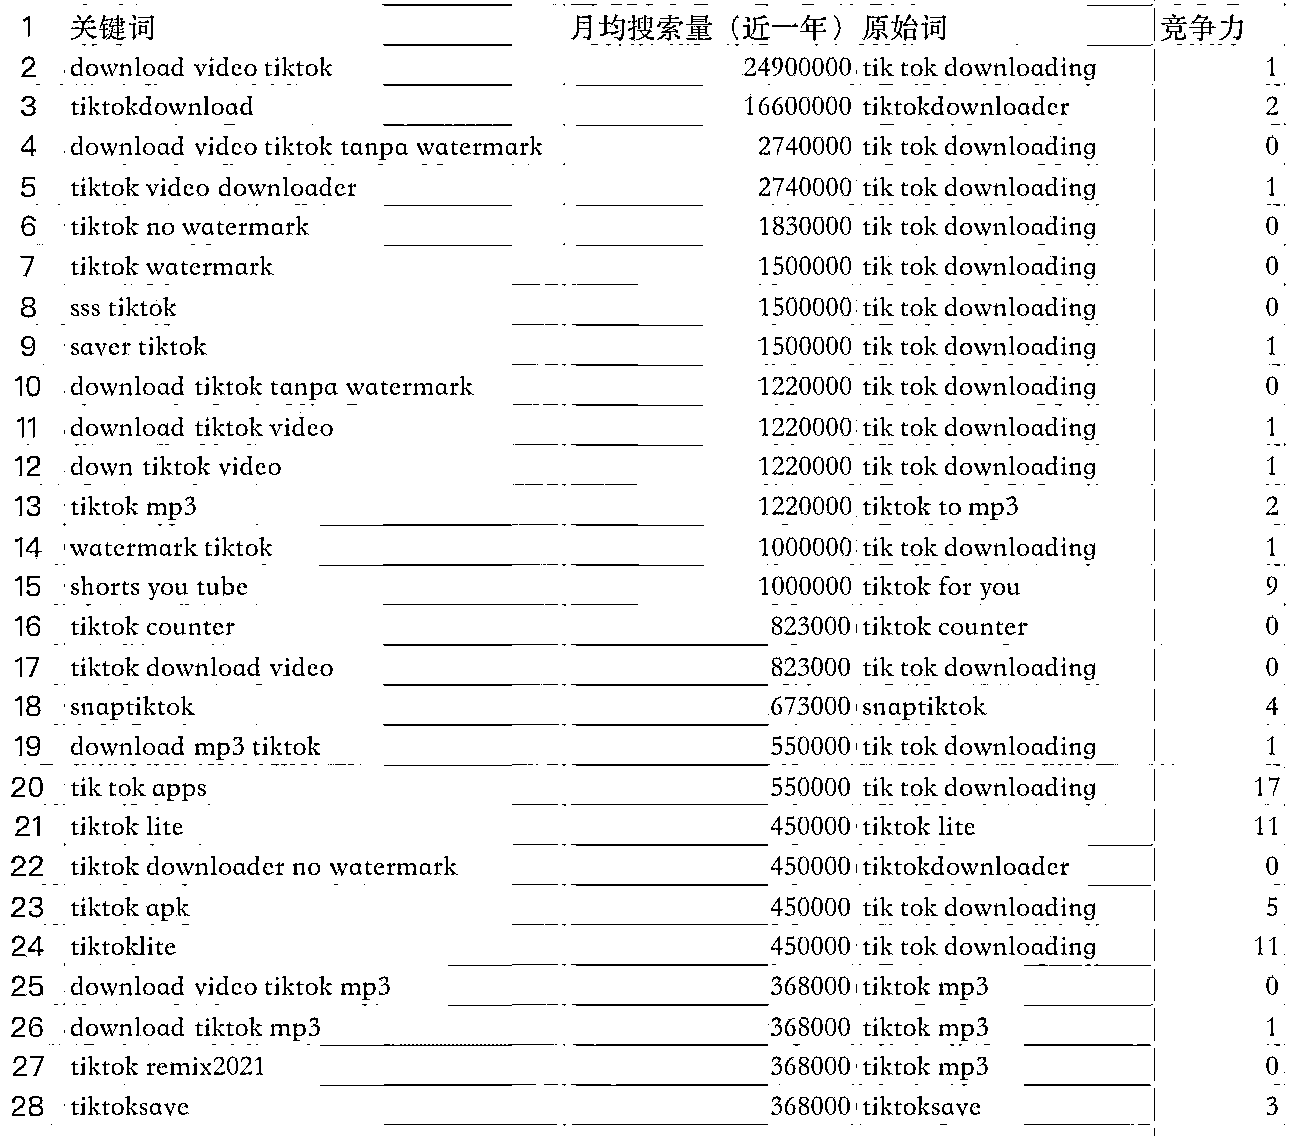 1 关键词 月均搜索量（近一年） 原始词 竞争力
2 download video tiktok 24900000 tik tok downloading 1
3 tiktokdownload 16600000 tiktokdownloader 2
4 download video tiktok tanpa watermark 2740000 tik tok downloading 0
5 tiktok video downloader 2740000 tik tok downloading 1
6 tiktok no watermark 1830000 tik tok downloading 0
7 tiktok watermark 1500000 tik tok downloading 0
8 sss tiktok 1500000 tik tok downloading 0
9 saver tiktok 1500000 tik tok downloading 1
10 download tiktok tanpa watermark 1220000 tik tok downloading 0
11 download tiktok video 1220000 tik tok downloading 1
12 down tiktok video 1220000 tik tok downloading 1
13 tiktok mp3 1220000 tiktok to mp3 2
14 watermark tiktok 1000000 tik tok downloading 1
15 shorts you tube 1000000 tiktok for you 9
16 tiktok counter 823000 tiktok counter 0
17 tiktok download video 823000 tik tok downloading 0
18 snaptiktok 673000 snaptiktok 4
19 download mp3 tiktok 550000 tik tok downloading 1
20 tik tok apps 550000 tik tok downloading 17
21 tiktok lite 450000 tiktok lite 11
22 tiktok downloader no watermark 450000 tiktokdownloader 0
23 tiktok apk 450000 tik tok downloading 5
24 tiktoklite 450000 tik tok downloading 11
25 download video tiktok mp3 368000 tiktok mp3 0
26 download tiktok mp3 368000 tiktok mp3 1
27 tiktok remix2021 368000 tiktok mp3 0
28 tiktoksave 368000 tiktoksave 3